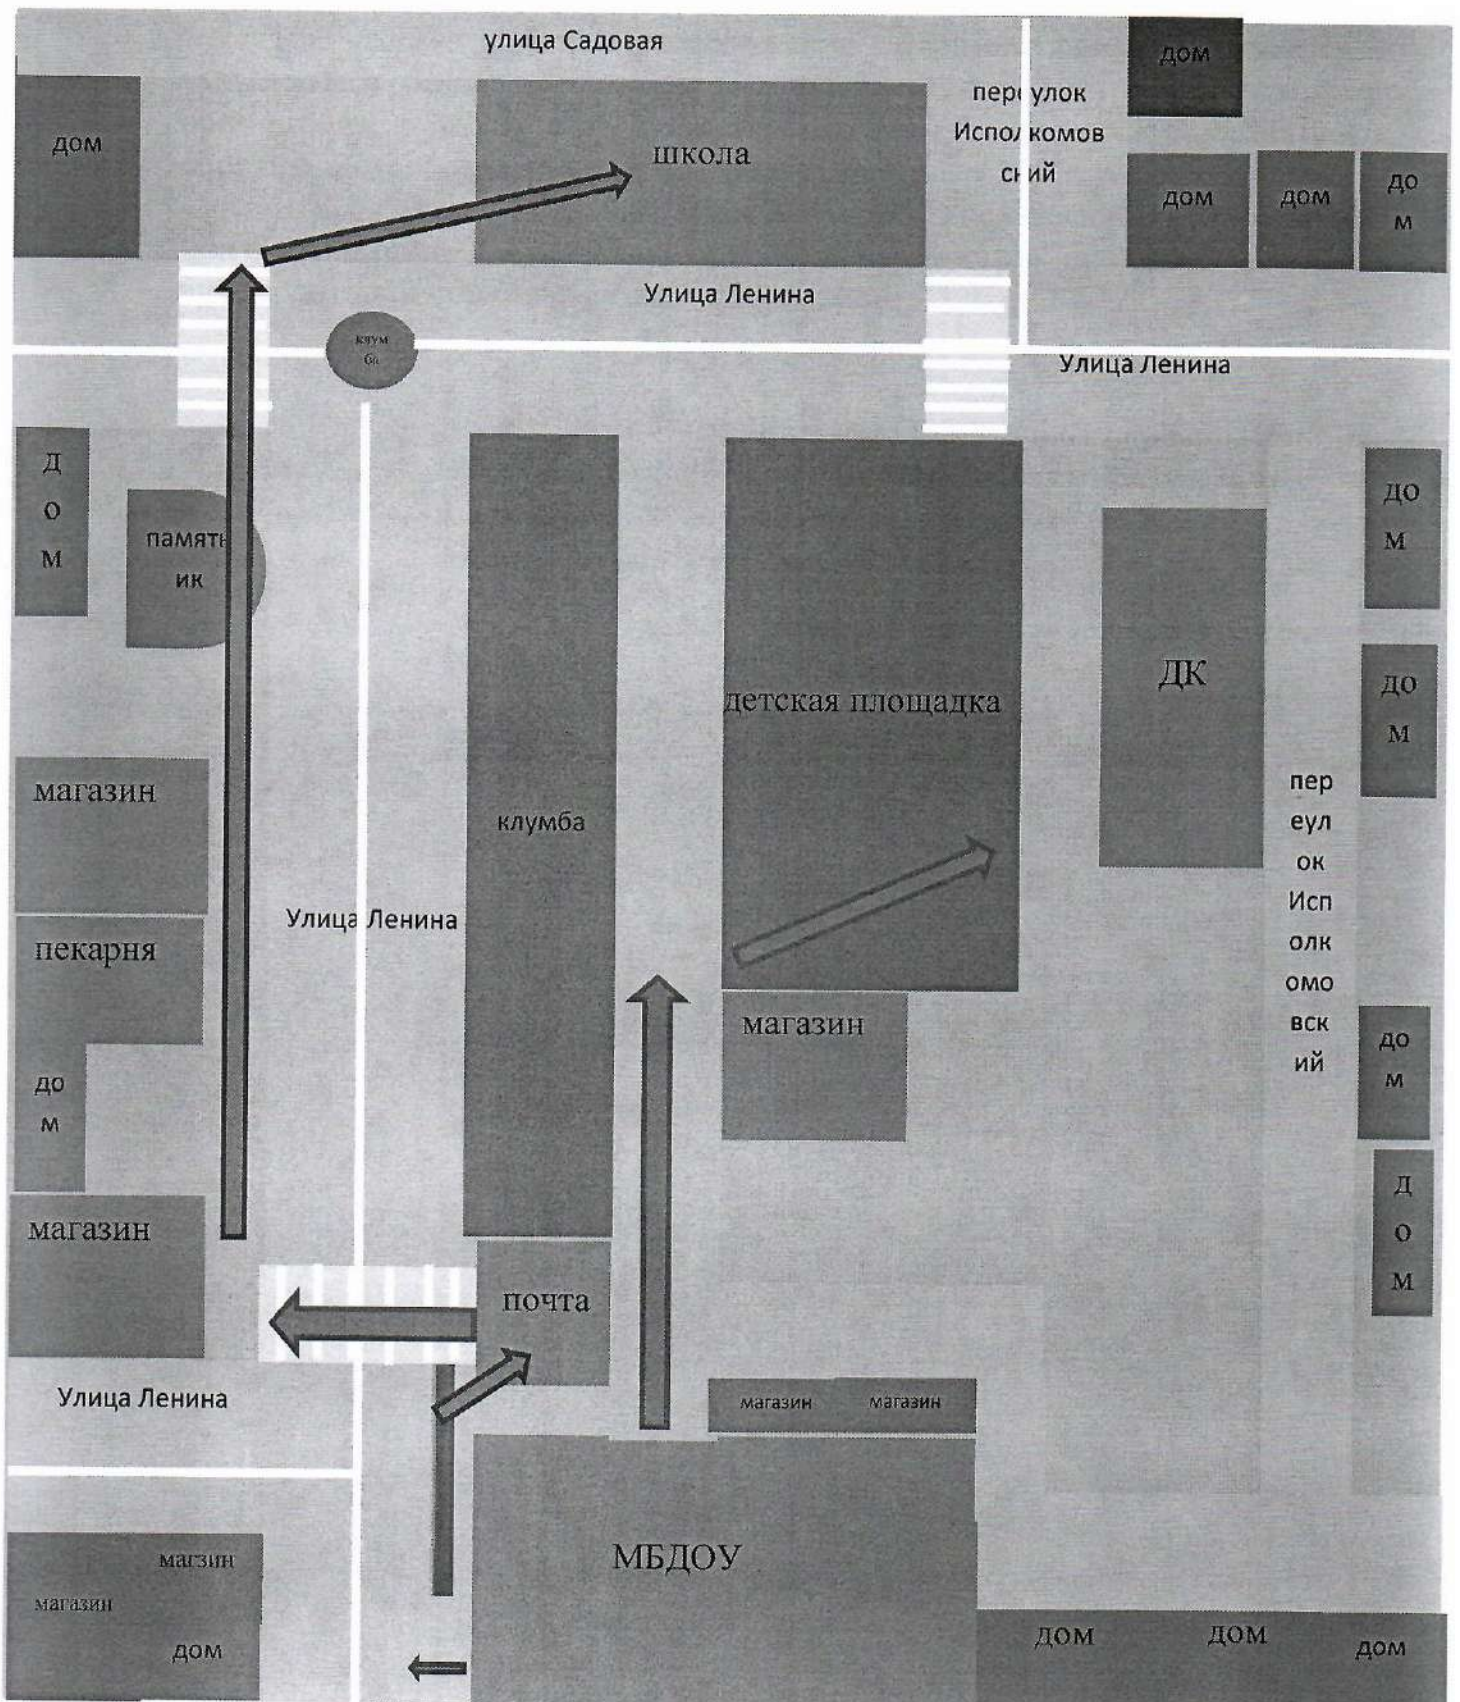 улица Садовая
дом
школа
переулок
Исполкомов
ский
дом
дом
дом
до
м
Улица Ленина
клум
ба
Улица Ленина
д
о
м
памятн
ик
до
м
ДК
детская площадка
до
м
магазин
клумба
пер
еул
ок
Исп
олк
омо
вск
ий
Улица Ленина
пекарня
магазин
до
м
до
м
магазин
д
о
м
почта
Улица Ленина
магазин
магазин
МБДОУ
магзин
магазин
дом
дом
дом
дом